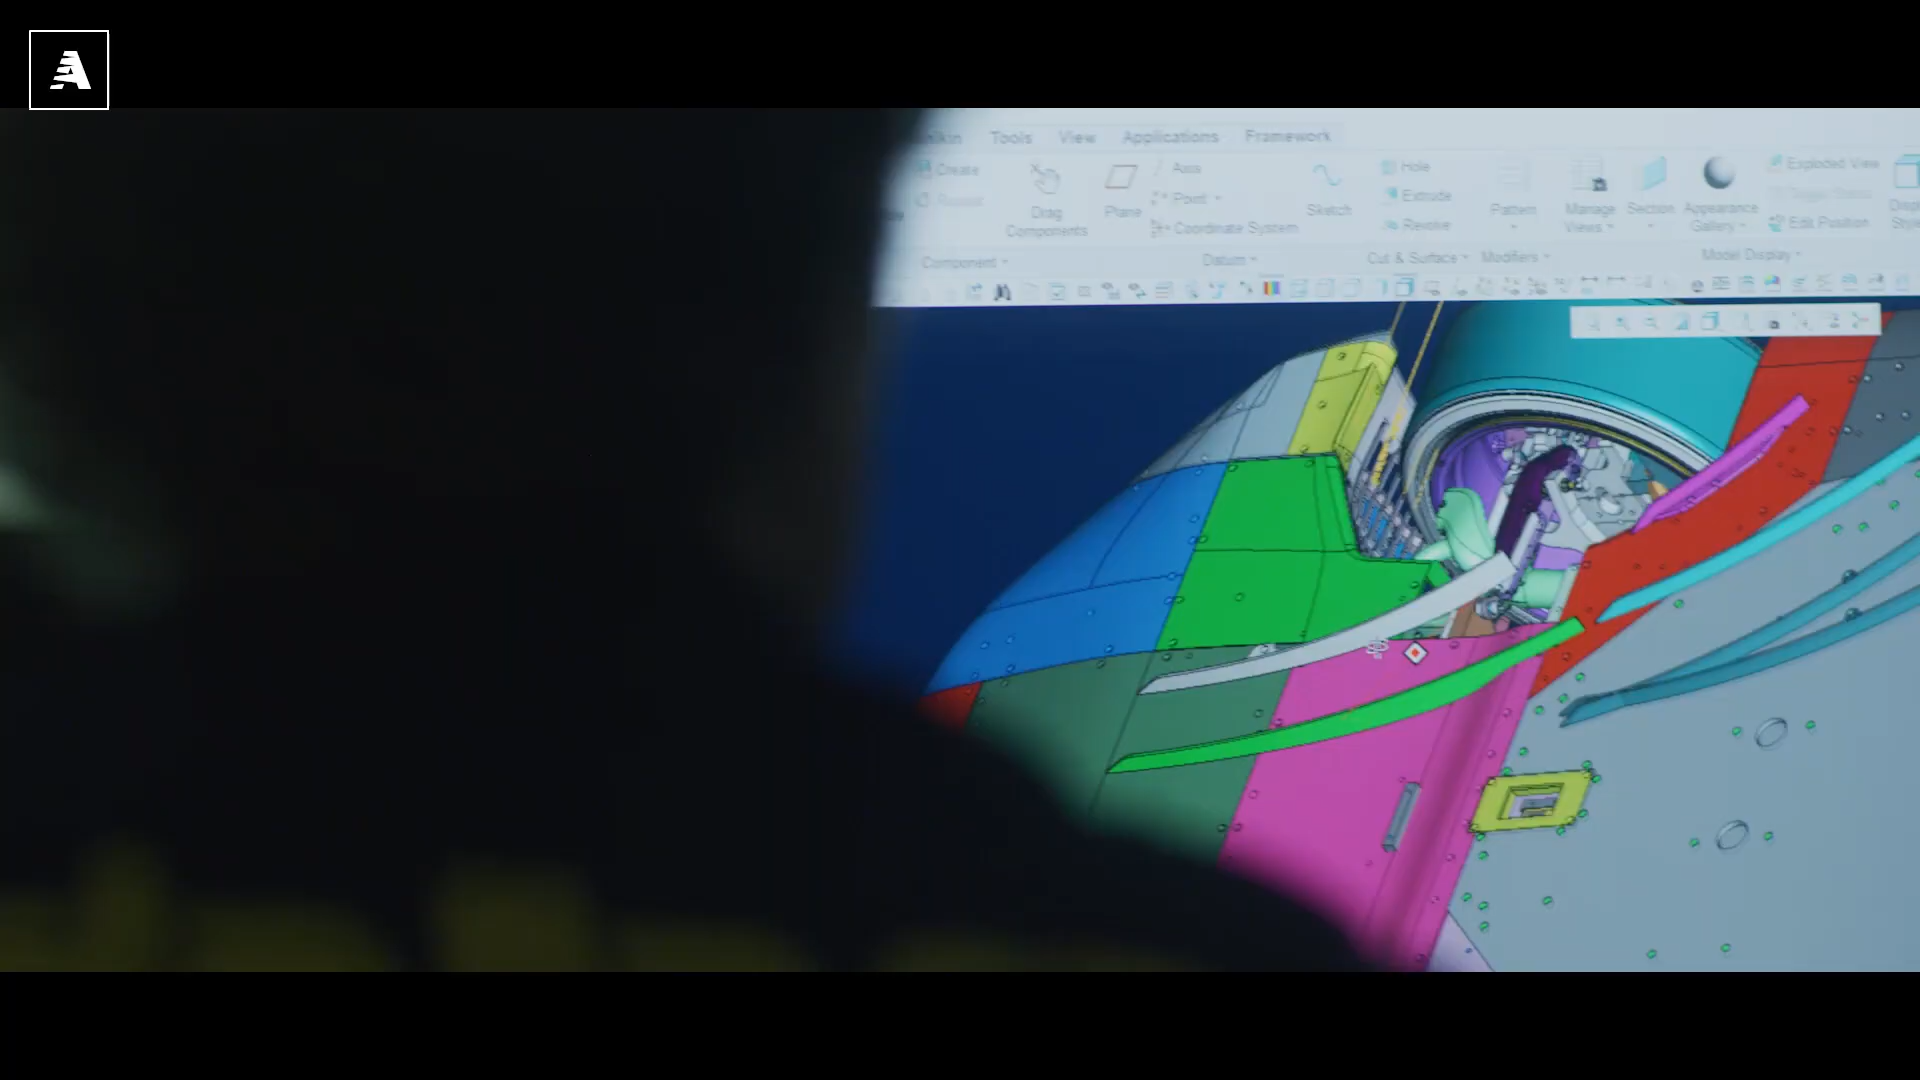 A
Tools View Applications Framework
Create
Drag Components
Plane
Axis
Point
Coordinate System
Sketch
Hole
Extrude
Revolve
Pattern
Manage Views
Section
Appearance Gallery
Exploded View
Edit Position
Component
Datum
Cut & Surface
Modifiers
Model Display